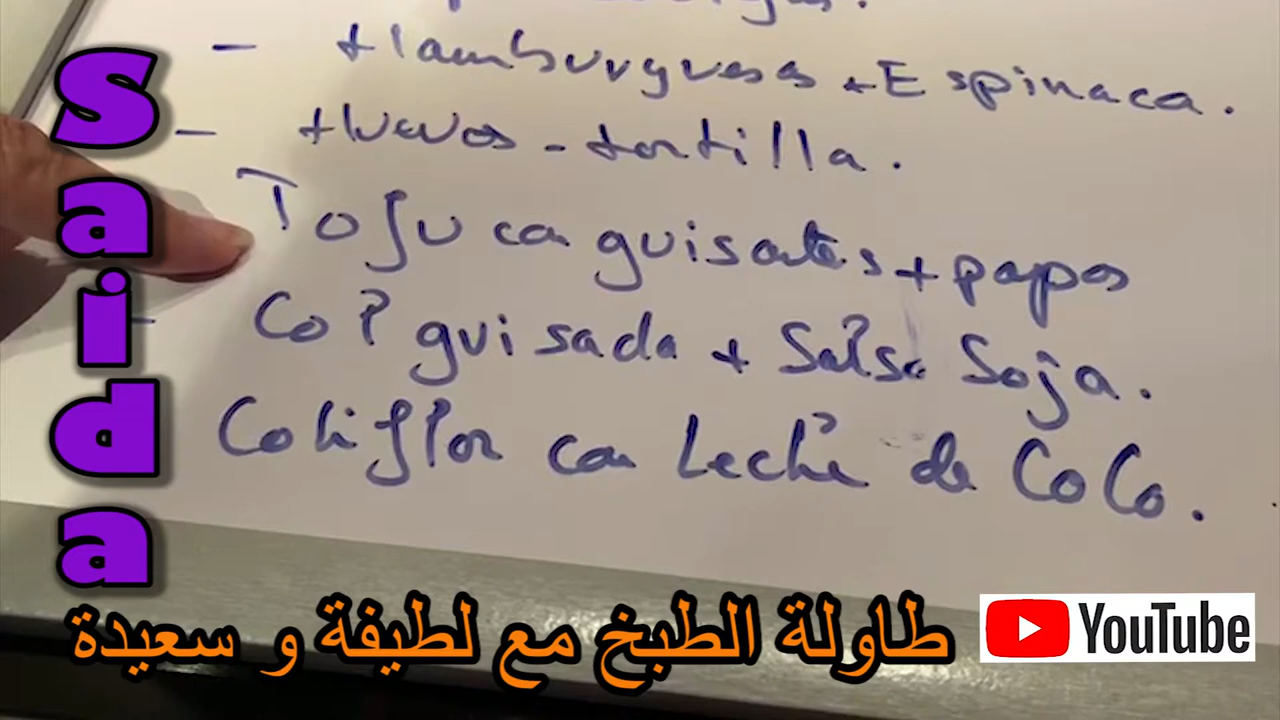 - Hamburguesas + Espinaca.
- Huevos - tortilla.
Tofu con guisantes + papas
- Col guisada + Salsa Soja.
Coliflor con Leche de CoCo.
Saida
طاولة الطبخ مع لطيفة و سعيدة
YouTube